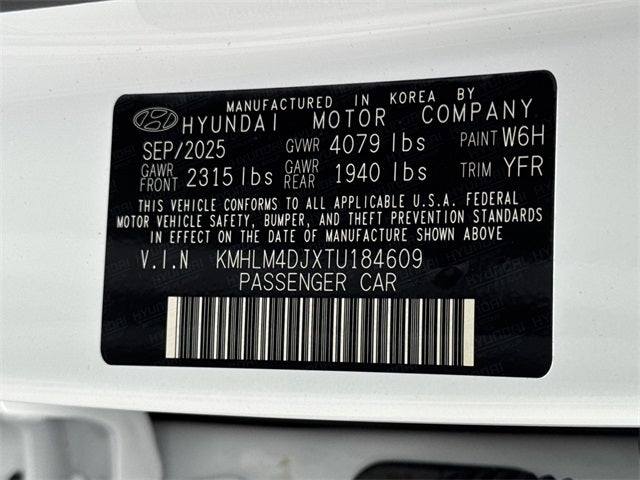 MANUFACTURED IN KOREA BY
HYUNDAI MOTOR COMPANY
SEP/2025 GVWR 4079 lbs PAINT W6H
GAWR FRONT 2315 lbs GAWR REAR 1940 lbs TRIM YFR
THIS VEHICLE CONFORMS TO ALL APPLICABLE U.S.A. FEDERAL
MOTOR VEHICLE SAFETY, BUMPER, AND THEFT PREVENTION STANDARDS
IN EFFECT ON THE DATE OF MANUFACTURE SHOWN ABOVE
V.I.N KMHLM4DJXTU184609
PASSENGER CAR